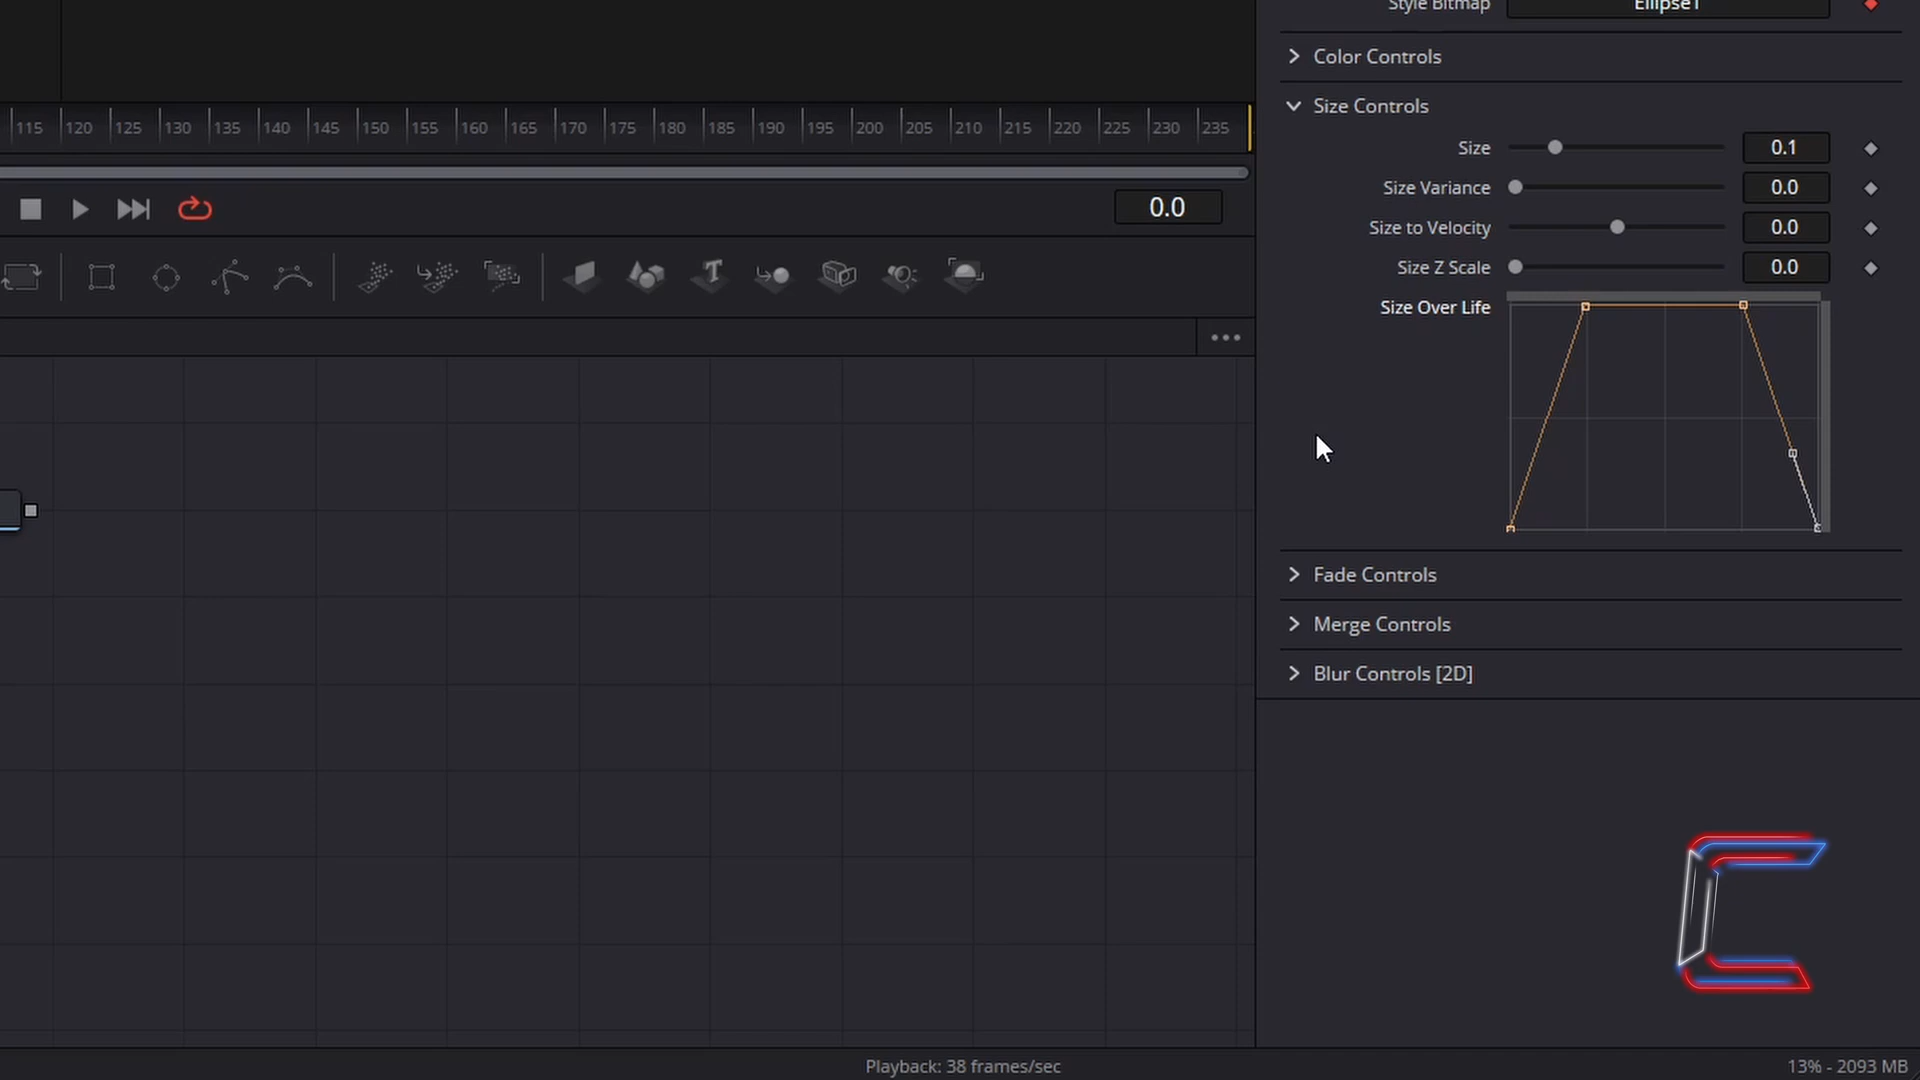 Style Bitmap Ellipse1
Color Controls
Size Controls
115 120 125 130 135 140 145 150 155 160 165 170 175 180 185 190 195 200 205 210 215 220 225 230 235
Size 0.1
Size Variance 0.0
0.0
Size to Velocity 0.0
Size Z Scale 0.0
Size Over Life
Fade Controls
Merge Controls
Blur Controls [2D]
Playback: 38 frames/sec
13% - 2093 MB